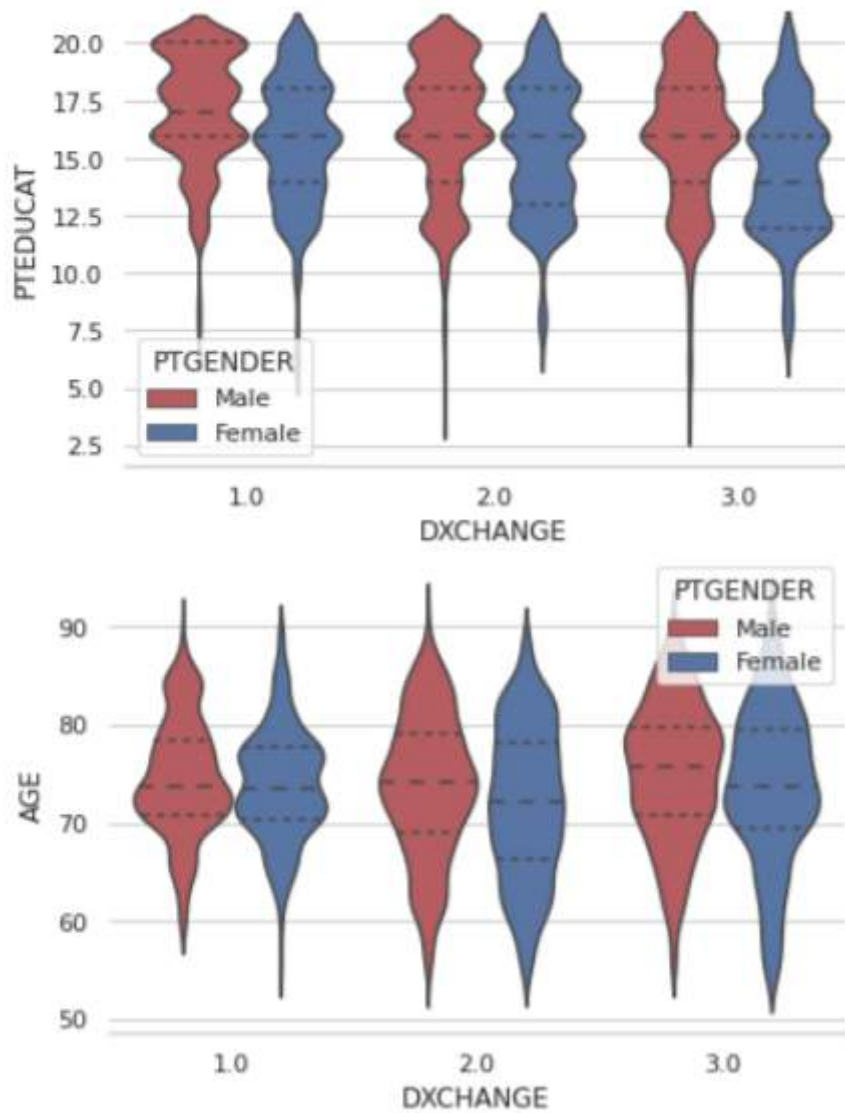 20.0
17.5
15.0
12.5
10.0
7.5
5.0
2.5
PTEDUCAT
PTGENDER
Male
Female
1.0 2.0 3.0
DXCHANGE
PTGENDER
Male
Female
90
80
70
60
50
AGE
1.0 2.0 3.0
DXCHANGE